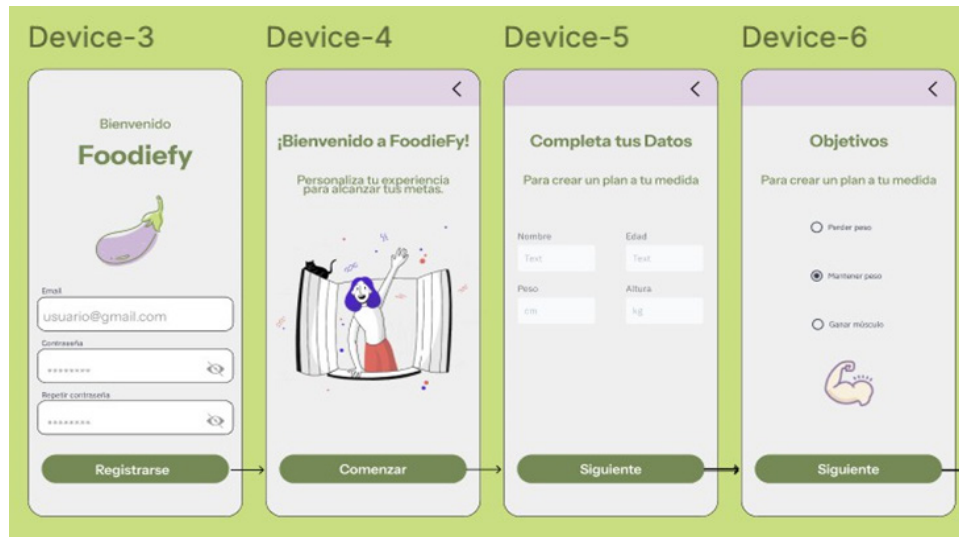 Device-3
Bienvenido
Foodiefy
Email
usuario@gmail.com
Contraseña
********
Repetir contraseña
********
Registrarse
Device-4
¡Bienvenido a FoodieFy!
Personaliza tu experiencia
para alcanzar tus metas.
Comenzar
Device-5
Completa tus Datos
Para crear un plan a tu medida
Nombre
Edad
Text
Text
Peso
Altura
cm
kg
Siguiente
Device-6
Objetivos
Para crear un plan a tu medida
Perder peso
Mantener peso
Ganar músculo
Siguiente